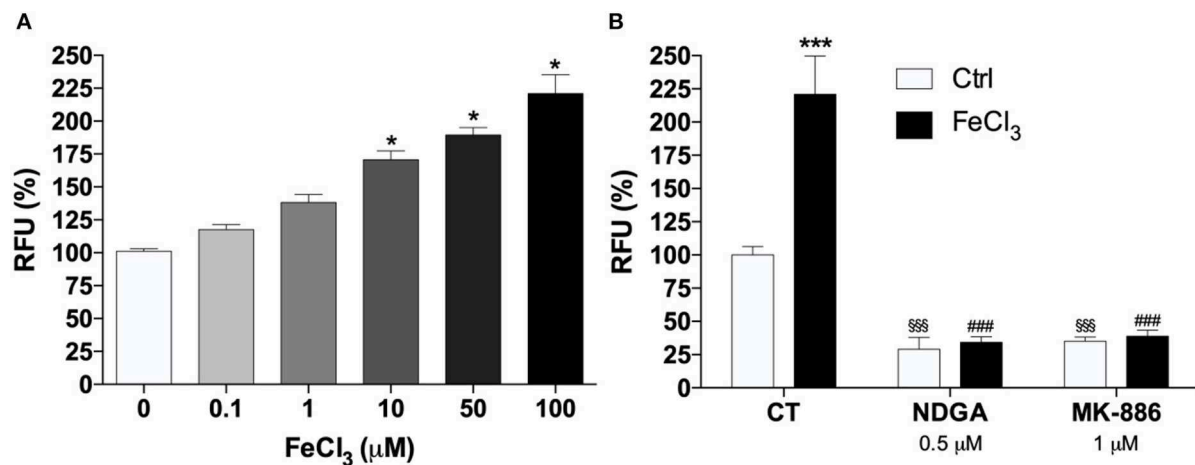 A
RFU (%)
250
225
200
175
150
125
100
75
50
25
0
*
*
*
0 0.1 1 10 50 100
FeCl3 (μM)
B
RFU (%)
250
225
200
175
150
125
100
75
50
25
0
***
Ctrl
FeCl3
§§§ ### §§§ ###
CT NDGA MK-886
0.5 μM 1 μM